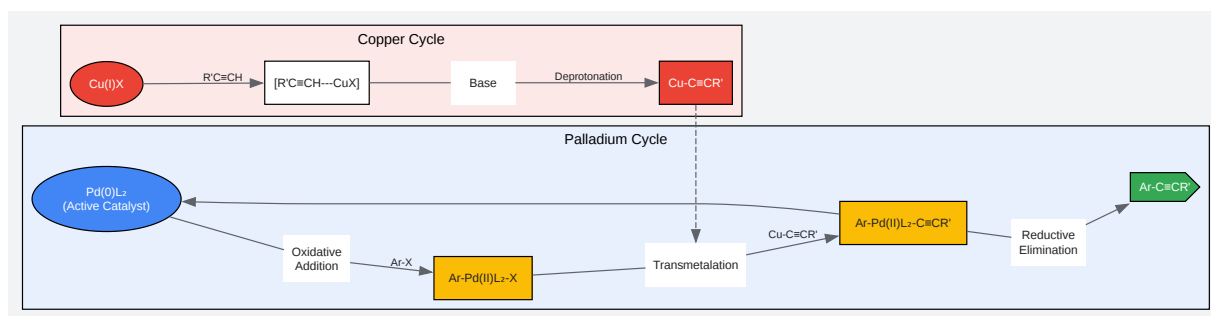 Copper Cycle
Cu(I)X
R'C≡CH
[R'C≡CH---CuX]
Base
Deprotonation
Cu-C≡CR'
Palladium Cycle
Pd(0)L₂
(Active Catalyst)
Oxidative
Addition
Ar-X
Ar-Pd(II)L₂-X
Transmetalation
Cu-C≡CR'
Ar-Pd(II)L₂-C≡CR'
Reductive
Elimination
Ar-C≡CR'